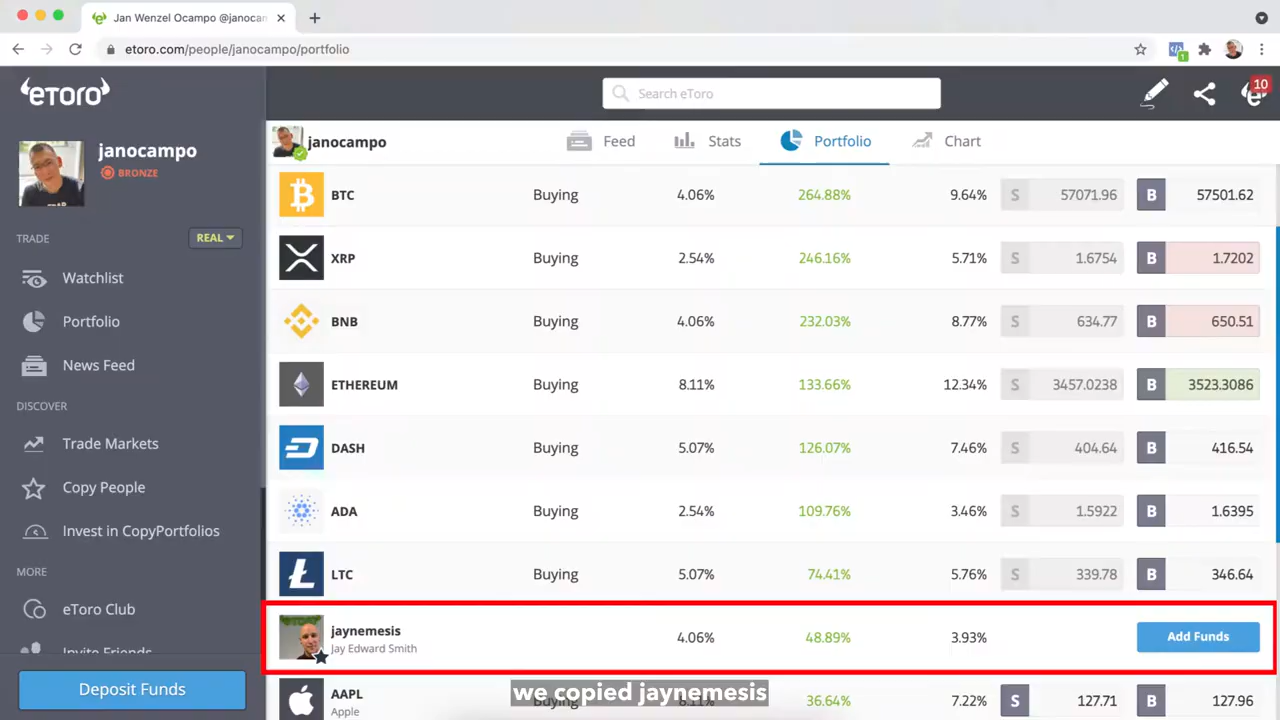 Jan Wenzel Ocampo @janocam
etoro.com/people/janocampo/portfolio
1
eToro
Search eToro
10
janocampo
BRONZE
janocampo
Feed
Stats
Portfolio
Chart
TRADE
REAL
Watchlist
Portfolio
News Feed
DISCOVER
Trade Markets
Copy People
Invest in CopyPortfolios
MORE
eToro Club
Invite Friends
Deposit Funds
BTC Buying 4.06% 264.88% 9.64% S 57071.96 B 57501.62
XRP Buying 2.54% 246.16% 5.71% S 1.6754 B 1.7202
BNB Buying 4.06% 232.03% 8.77% S 634.77 B 650.51
ETHEREUM Buying 8.11% 133.66% 12.34% S 3457.0238 B 3523.3086
DASH Buying 5.07% 126.07% 7.46% S 404.64 B 416.54
ADA Buying 2.54% 109.76% 3.46% S 1.5922 B 1.6395
LTC Buying 5.07% 74.41% 5.76% S 339.78 B 346.64
jaynemesis 4.06% 48.89% 3.93% Add Funds
Jay Edward Smith
AAPL 36.64% 7.22% S 127.71 B 127.96
Apple
we copied jaynemesis